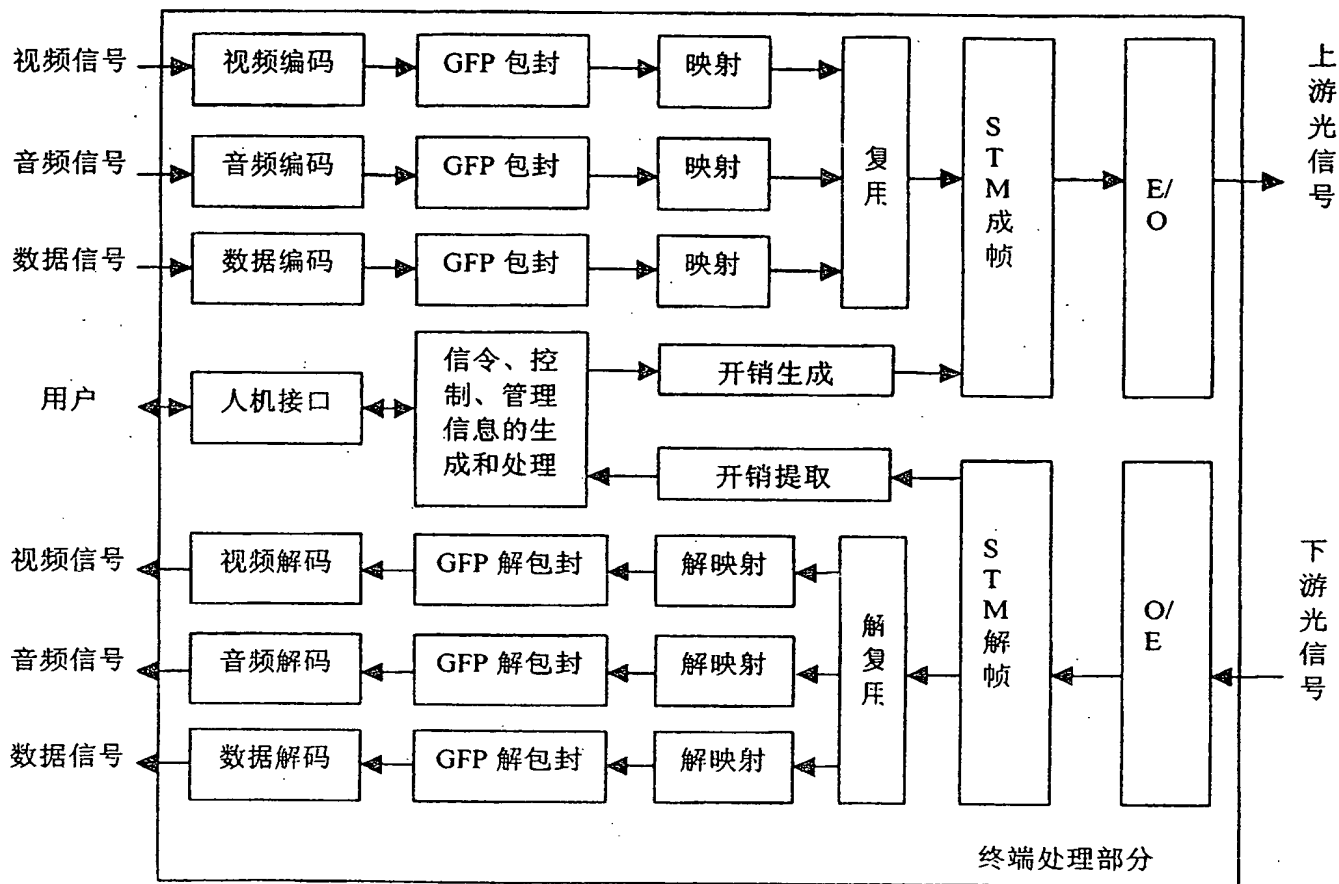 视频信号 视频编码 GFP 包封 映射
音频信号 音频编码 GFP 包封 映射
数据信号 数据编码 GFP 包封 映射
复用
STM成帧
E/O
上游光信号
用户 人机接口
信令、控
制、管理
信息的生
成和处理
开销生成
开销提取
视频信号 视频解码 GFP 解包封 解映射
音频信号 音频解码 GFP 解包封 解映射
数据信号 数据解码 GFP 解包封 解映射
解复用
STM解帧
O/E
下游光信号
终端处理部分